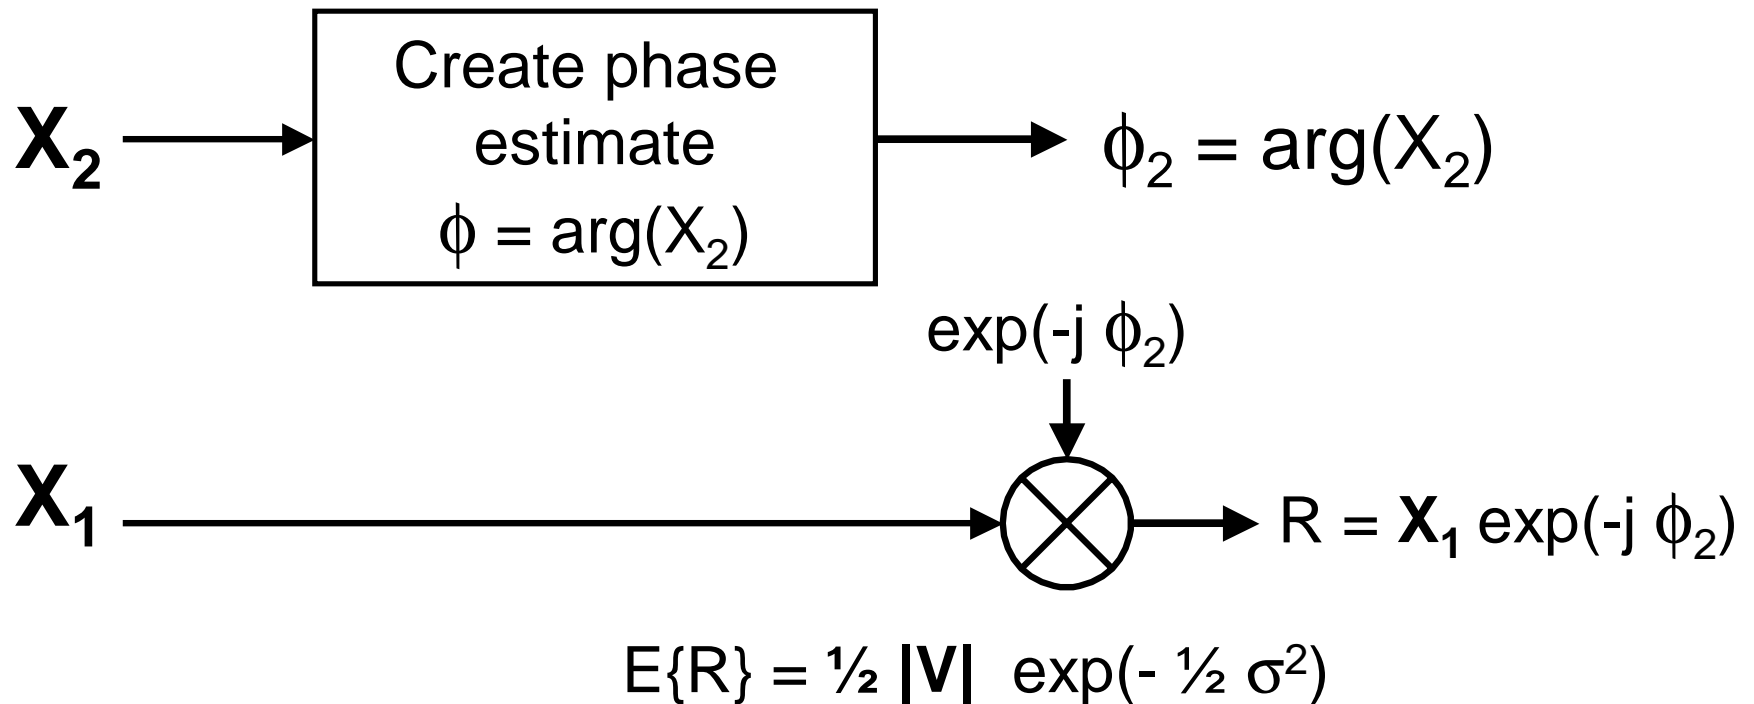 Create phase
estimate
ϕ = arg(X₂)
X₂
ϕ₂ = arg(X₂)
exp(-j ϕ₂)
X₁
R = X₁ exp(-j ϕ₂)
E{R} = ½ |V| exp(- ½ σ²)